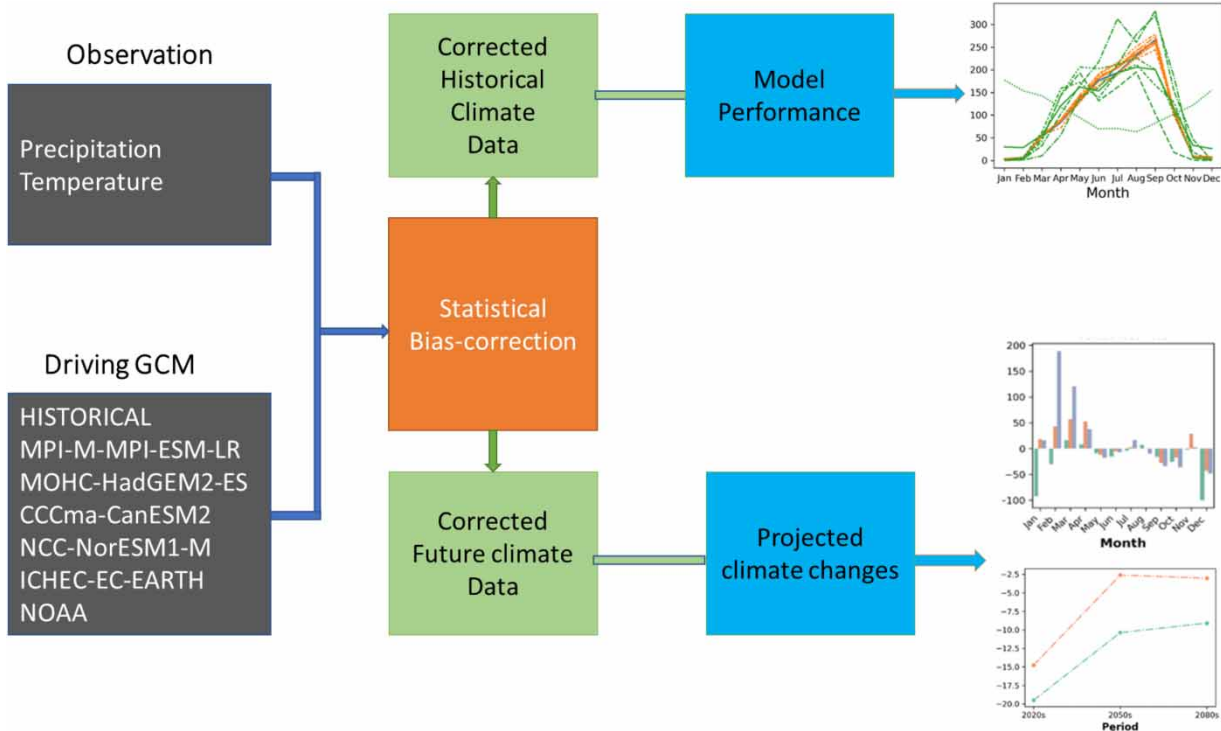 Observation
Precipitation
Temperature
Driving GCM
HISTORICAL
MPI-M-MPI-ESM-LR
MOHC-HadGEM2-ES
CCCma-CanESM2
NCC-NorESM1-M
ICHEC-EC-EARTH
NOAA
Corrected
Historical
Climate
Data
Statistical
Bias-correction
Corrected
Future climate
Data
Model
Performance
Projected
climate changes
300
250
200
150
100
50
0
Jan Feb Mar Apr May Jun Jul Aug Sep Oct Nov Dec
Month
200
150
100
50
0
-50
-100
Jan Feb Mar Apr May Jun Jul Aug Sep Oct Nov Dec
Month
−2.5
−5.0
−7.5
−10.0
−12.5
−15.0
−17.5
−20.0
2020s 2050s 2080s
Period